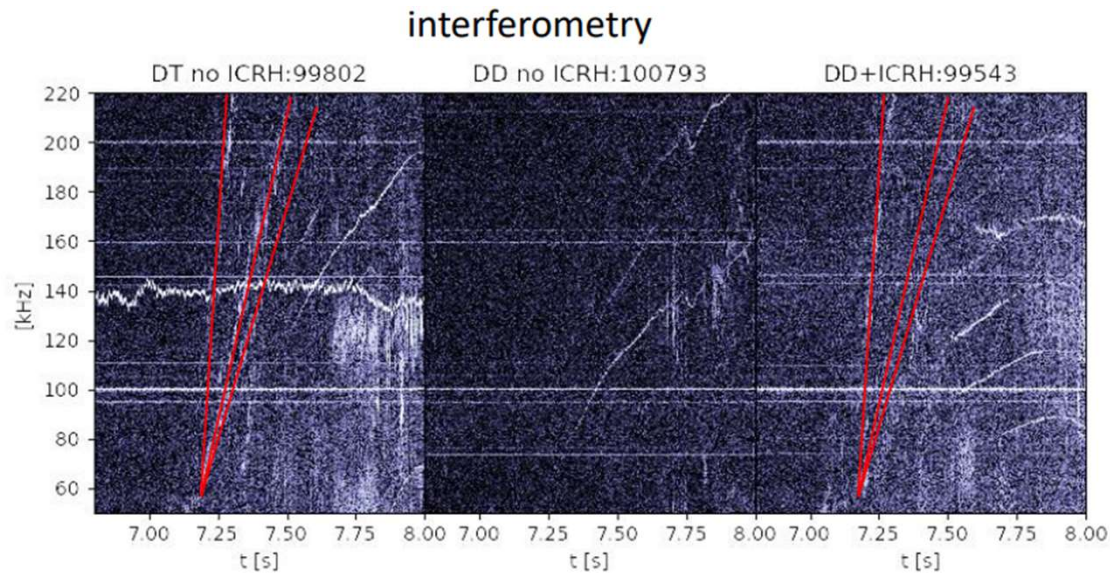 interferometry
DT no ICRH:99802
DD no ICRH:100793
DD+ICRH:99543
220
200
180
160
140
120
100
80
60
[kHz]
7.00 7.25 7.50 7.75 8.00 7.00 7.25 7.50 7.75 8.00 7.00 7.25 7.50 7.75 8.00
t [s] t [s] t [s]